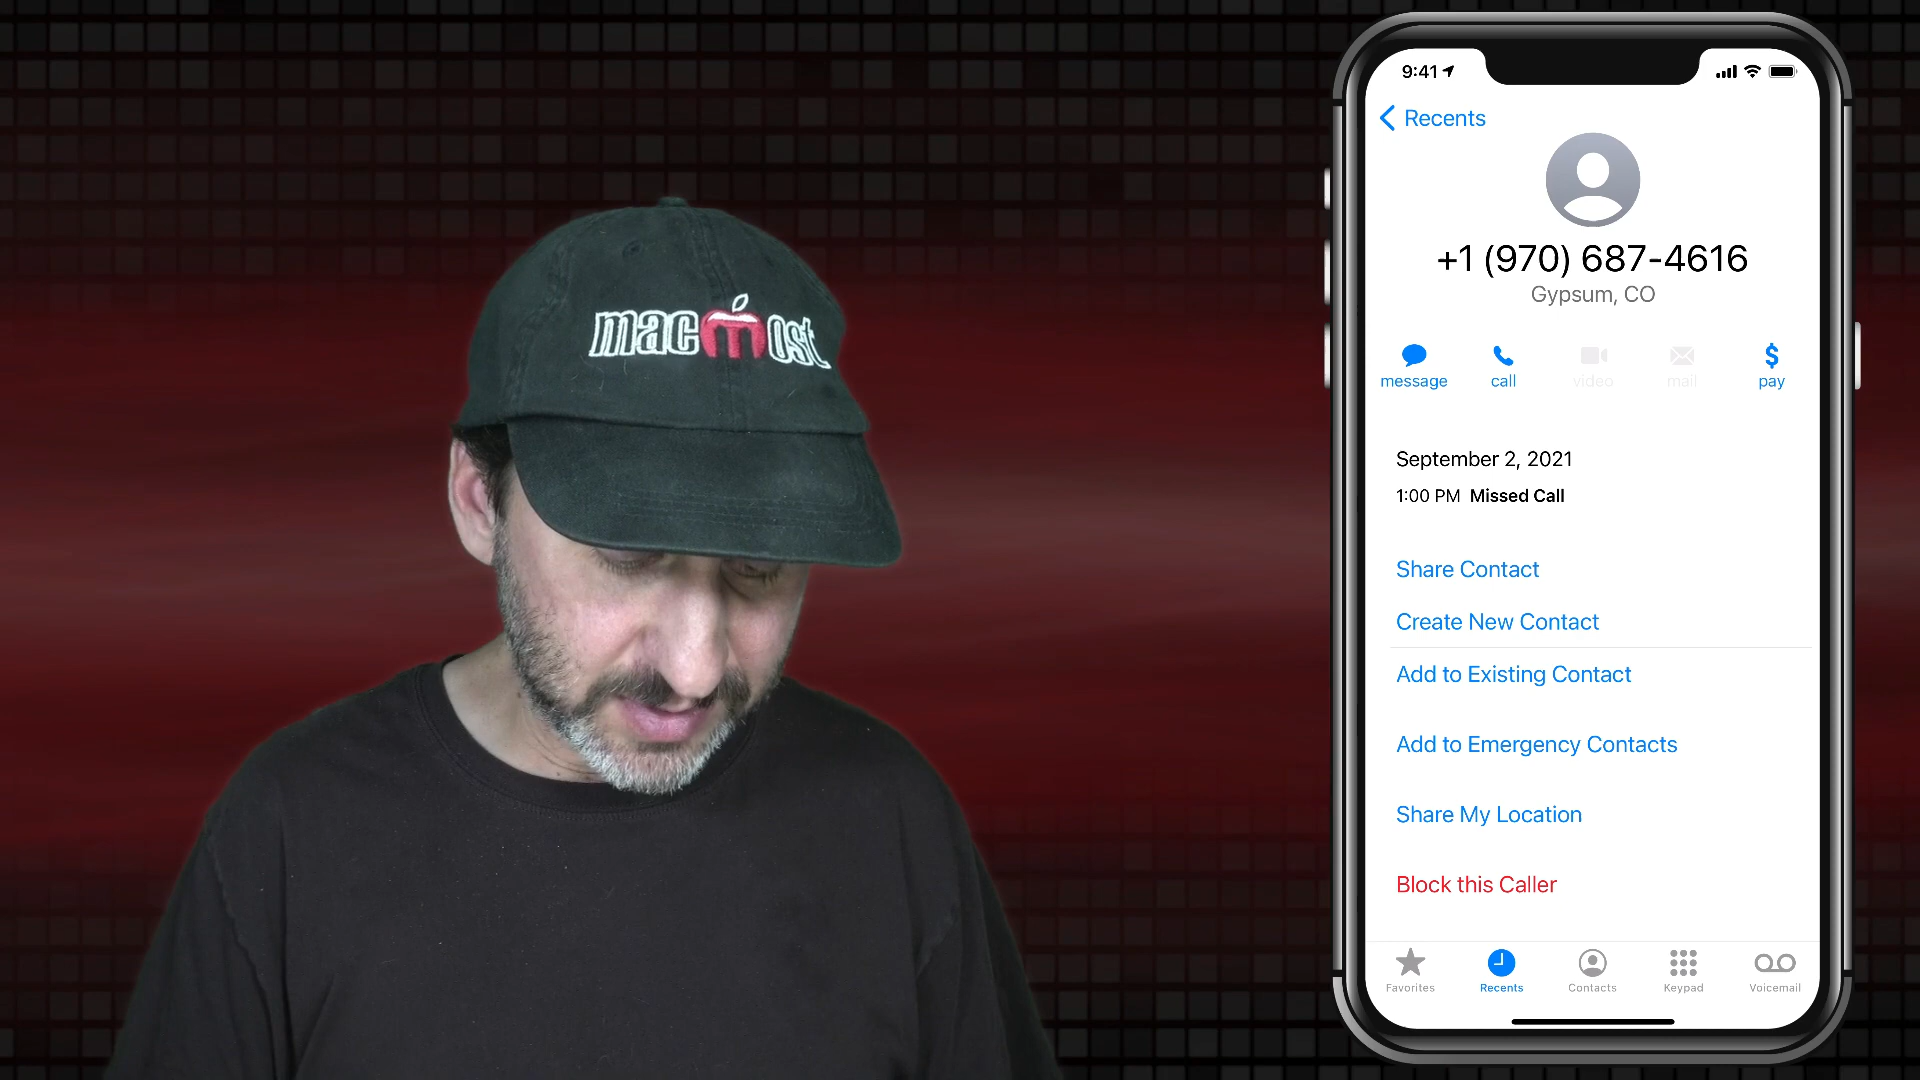 macmost
9:41
Recents
+1 (970) 687-4616
Gypsum, CO
message call video mail pay
September 2, 2021
1:00 PM Missed Call
Share Contact
Create New Contact
Add to Existing Contact
Add to Emergency Contacts
Share My Location
Block this Caller
Favorites Recents Contacts Keypad Voicemail